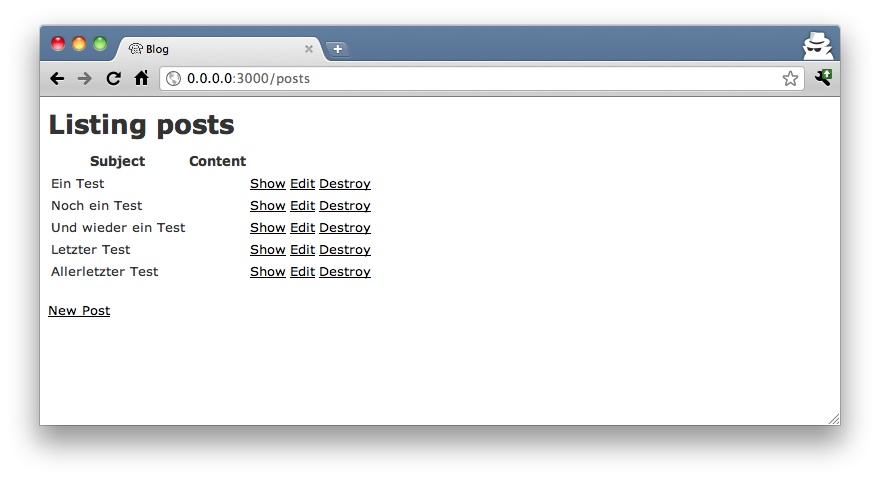 Blog
0.0.0.0:3000/posts
Listing posts
Subject Content
Ein Test Show Edit Destroy
Noch ein Test Show Edit Destroy
Und wieder ein Test Show Edit Destroy
Letzter Test Show Edit Destroy
Allerletzter Test Show Edit Destroy
New Post